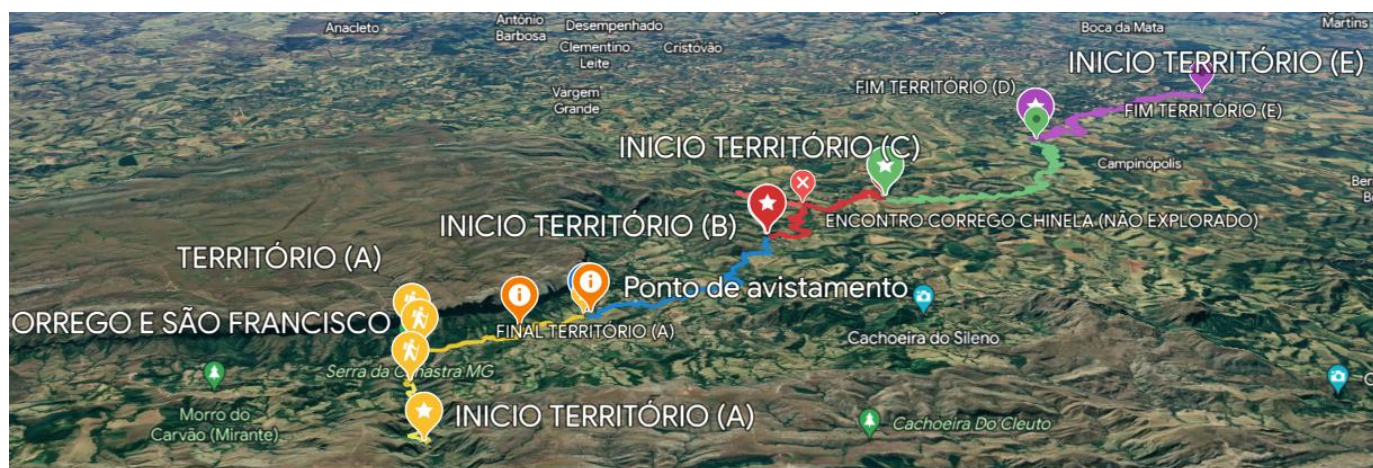 Anacleto
Antônio
Barbosa
Desempenhado
Clementino
Leite
Cristóvão
Boca da Mata
Martins
Vargem
Grande
INICIO TERRITÓRIO (E)
FIM TERRITÓRIO (D)
FIM TERRITÓRIO (E)
INICIO TERRITÓRIO (C)
Campinópolis
Ber
INICIO TERRITÓRIO (B)
ENCONTRO CORREGO CHINELA (NÃO EXPLORADO)
TERRITÓRIO (A)
Ponto de avistamento
ORREGO E SÃO FRANCISCO
FINAL TERRITÓRIO (A)
Cachoeira do Sileno
Serra da Canastra MG
Morro do
Carvão (Mirante)
INICIO TERRITÓRIO (A)
Cachoeira Do Cleuto